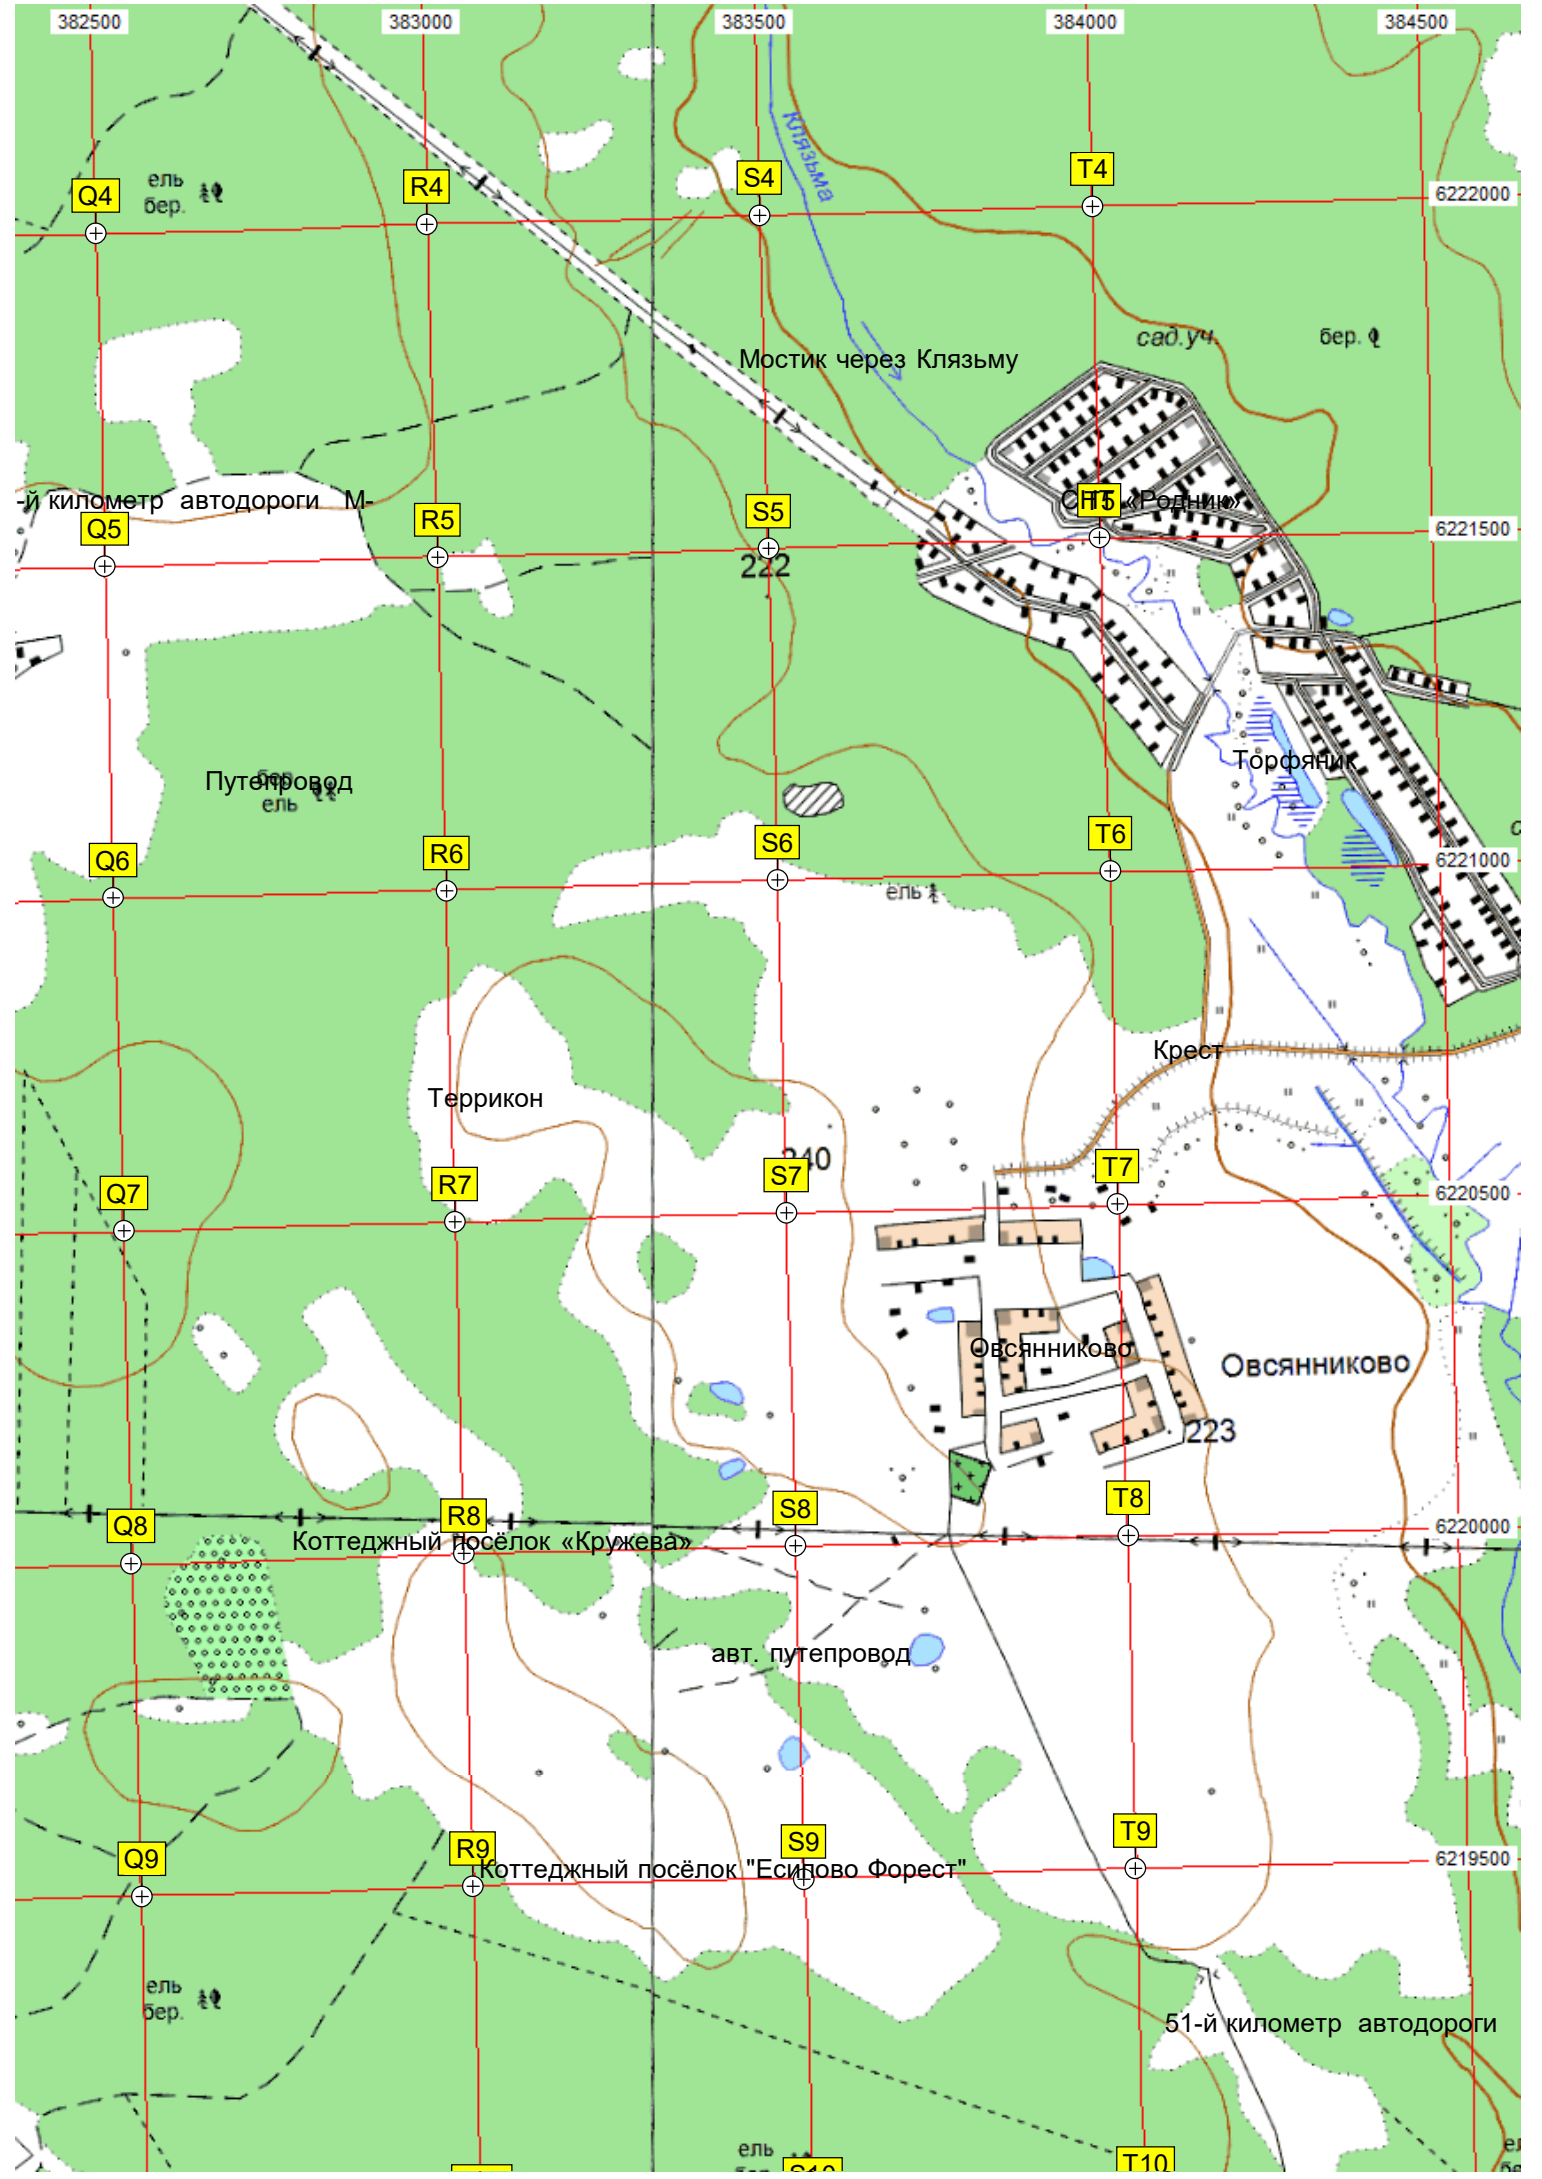 382500 383000 383500 384000 384500
Клязьма
ель
бер.
Q4 R4 S4 T4
6222000
сад.уч.
бер.
Мостик через Клязьму
-й километр автодороги М-
СНТ «Родник»
Q5 R5 S5 T5
6221500
222
Торфяник
Путепровод
бер.
ель
Q6 R6 S6 T6
6221000
ель
Крест
Террикон
240
Q7 R7 S7 T7
6220500
Овсянниково
Овсянниково
223
Q8 R8 S8 T8
6220000
Коттеджный посёлок «Кружева»
авт. путепровод
Q9 R9 S9 T9
6219500
Коттеджный посёлок "Есипово Форест"
ель
бер.
51-й километр автодороги
ель
S10 T10